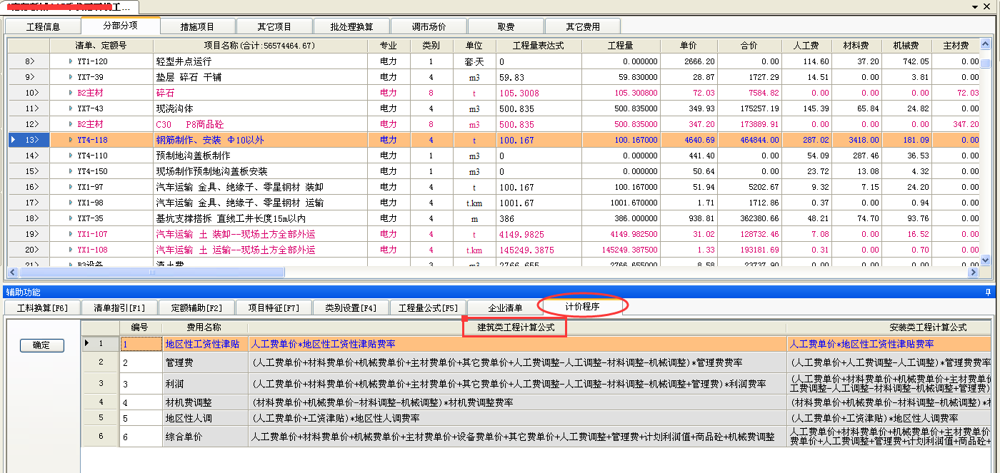 工...
工程信息 分部分项 措施项目 其它项目 批处理换算 调市场价 取费 其它费用
清单、定额号 项目名称(合计:56574464.67) 专业 类别 单位 工程量表达式 工程量 单价 合价 人工费 材料费 机械费 主材费
8> YT1-120 轻型井点运行 电力 1 套·天 0 0.000000 2666.20 0.00 114.60 37.20 742.05 0.00
9> YX7-39 垫层 碎石 干铺 电力 4 m3 59.83 59.830000 28.87 1727.29 14.51 0.00 3.81 0.00
10> B2主材 碎石 电力 8 t 105.3008 105.300800 72.03 7584.82 0.00 0.00 0.00 72.03
11> YX7-43 现浇沟体 电力 4 m3 500.835 500.835000 349.93 175257.19 145.39 65.84 24.82 0.00
12> B2主材 C30 P8商品砼 电力 8 m3 500.835 500.835000 347.20 173889.91 0.00 0.00 0.00 347.20
13> YT4-118 钢筋制作、安装 Φ10以外 电力 4 t 100.167 100.167000 4640.69 464844.00 287.02 3418.00 181.09 0.00
14> YT4-110 预制地沟盖板制作 电力 1 m3 0 0.000000 441.40 0.00 54.09 287.46 36.53 0.00
15> YT4-150 现场制作预制地沟盖板安装 电力 1 m3 0 0.000000 50.64 0.00 23.72 13.08 4.32 0.00
16> YX1-97 汽车运输 金具、绝缘子、零星钢材 装卸 电力 4 t 100.167 100.167000 51.94 5202.67 9.32 7.15 24.20 0.00
17> YX1-98 汽车运输 金具、绝缘子、零星钢材 运输 电力 4 t.km 1001.67 1001.670000 1.71 1712.86 0.37 0.00 0.94 0.00
18> YX7-35 基坑支撑搭拆 直线工井长度15m以内 电力 4 m 386 386.000000 938.81 362380.66 48.21 74.70 93.76 0.00
19> YX1-107 汽车运输 土 装卸--现场土方全部外运 电力 4 t 4149.9825 4149.982500 31.02 128732.46 7.08 0.00 16.52 0.00
20> YX1-108 汽车运输 土 运输--现场土方全部外运 电力 4 t.km 145249.3875 145249.387500 1.33 193181.69 0.31 0.00 0.70 0.00
21> B3设备 渣土费 电力 3 m3 2766.655 2766.655000 8.58 23737.90 0.00 0.00 0.00 0.00
辅助功能
工料换算[F6] 清单指引[F1] 定额辅助[F2] 项目特征[F7] 类别设置[F4] 工程量公式[F5] 企业清单 计价程序
确定
编号 费用名称 建筑类工程计算公式 安装类工程计算公式
1 1 地区性工资性津贴 人工费单价*地区性工资性津贴费率 人工费单价*地区性工资性津贴费率
2 2 管理费 (人工费单价+材料费单价+机械费单价+主材费单价+其它费单价+人工费调整-人工调整-材料调整-机械调整)*管理费费率 (人工费单价+人工费调整-人工调整)*管理费费率
3 3 利润 (人工费单价+材料费单价+机械费单价+主材费单价+其它费单价+人工费调整-人工调整-材料调整-机械调整+管理费)*利润费率 (人工费单价+材料费单价+机械费单价+主材费单
工费调整-人工调整-材料调整-机械调整+管理费)
4 4 材机费调整 (材料费单价+机械费单价-材料调整-机械调整)*材机费调整费率 (材料费单价+机械费单价-材料调整-机械调整)*
5 5 地区性人调 (人工费单价+工资津贴)*地区性人调费率 (人工费单价+工资津贴)*地区性人调费率
6 6 综合单价 人工费单价+材料费单价+机械费单价+主材费单价+设备费单价+其它费单价+人工费调整+管理费+计划利润值+商品砼+机械费调整 人工费单价+材料费单价+机械费单价+主材费单价
费单价+人工费调整+管理费+计划利润值+商品砼+